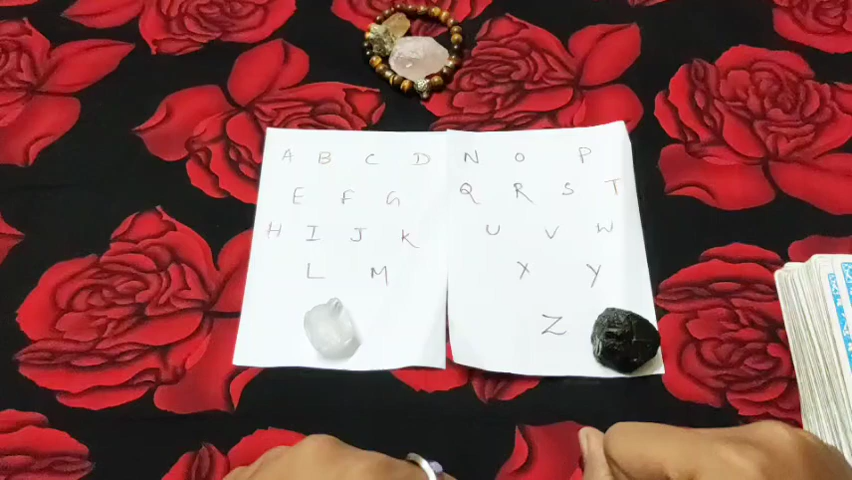 A B C D
E F G
H I J K
L M
N O P
Q R S T
U V W
X Y
Z